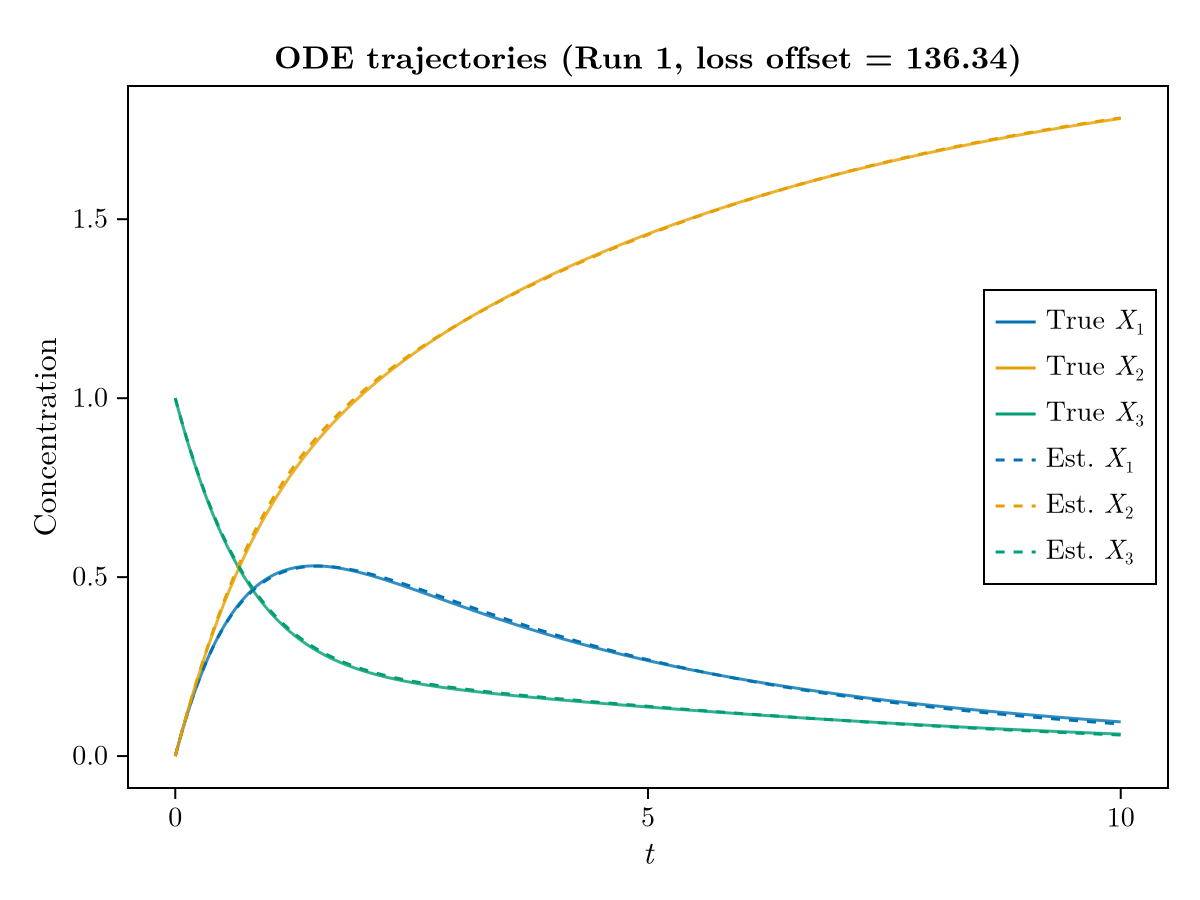 ODE trajectories (Run 1, loss offset = 136.34)
Concentration
1.5
1.0
0.5
0.0
True X₁
True X₂
True X₃
Est. X₁
Est. X₂
Est. X₃
0 5 10
t